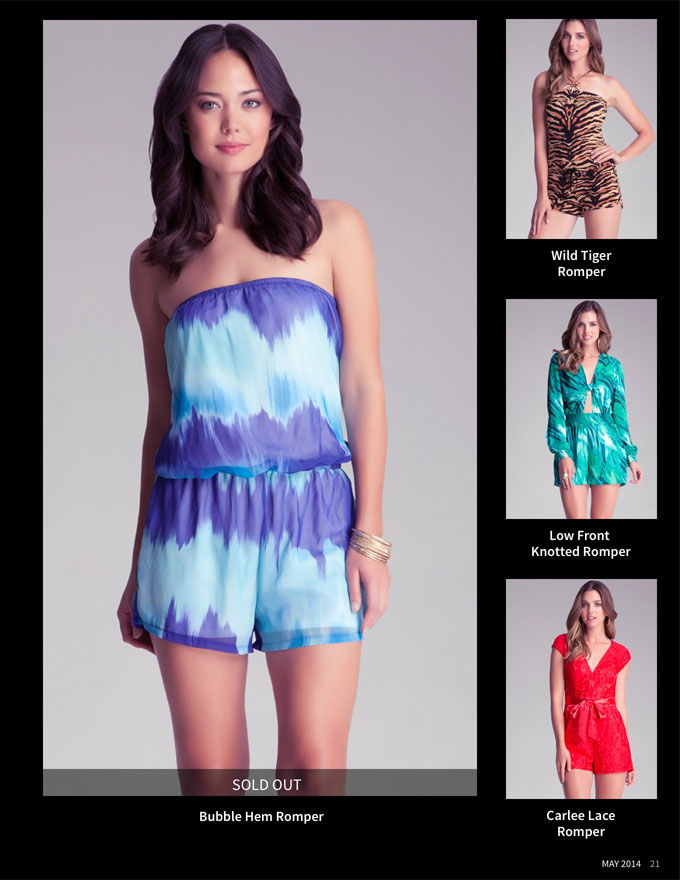 SOLD OUT
Bubble Hem Romper
Wild Tiger
Romper
Low Front
Knotted Romper
Carlee Lace
Romper
MAY 2014 21